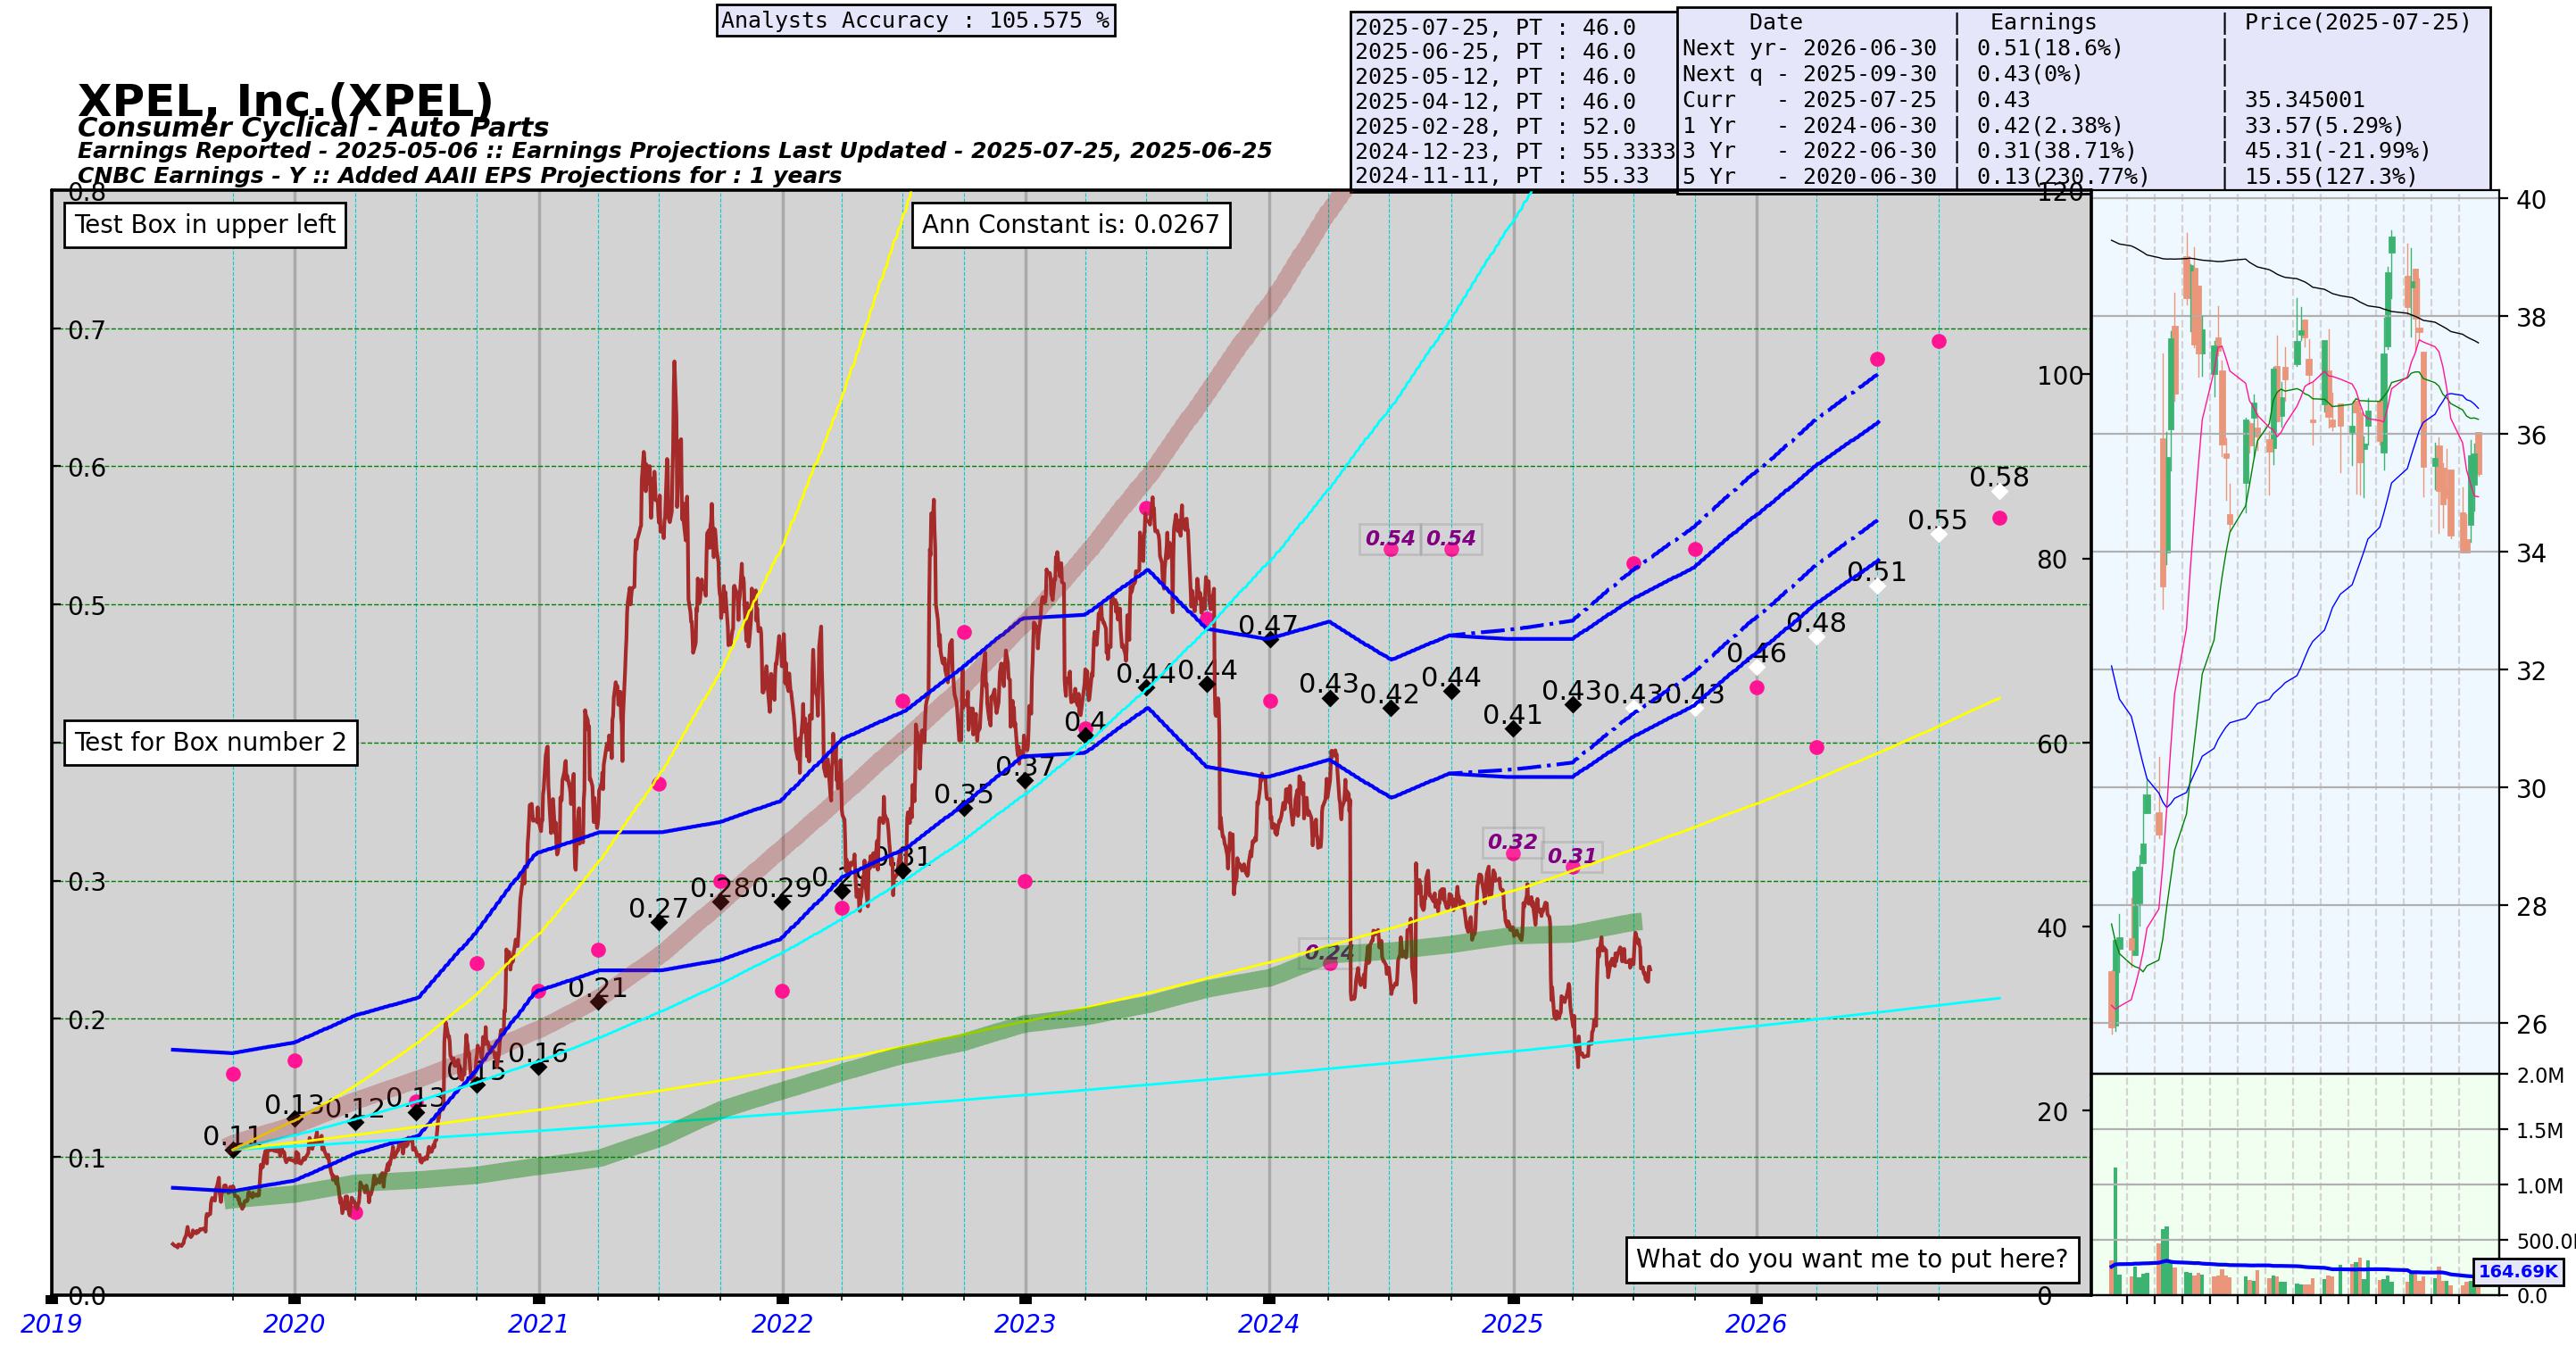 Analysts Accuracy : 105.575 %
2025-07-25, PT : 46.0
2025-06-25, PT : 46.0
2025-05-12, PT : 46.0
2025-04-12, PT : 46.0
2025-02-28, PT : 52.0
2024-12-23, PT : 55.3333
2024-11-11, PT : 55.33
Date | Earnings | Price(2025-07-25)
Next yr- 2026-06-30 | 0.51(18.6%) |
Next q - 2025-09-30 | 0.43(0%) |
Curr - 2025-07-25 | 0.43 | 35.345001
1 Yr - 2024-06-30 | 0.42(2.38%) | 33.57(5.29%)
3 Yr - 2022-06-30 | 0.31(38.71%) | 45.31(-21.99%)
5 Yr - 2020-06-30 | 0.13(230.77%) | 15.55(127.3%)
XPEL, Inc.(XPEL)
Consumer Cyclical - Auto Parts
Earnings Reported - 2025-05-06 :: Earnings Projections Last Updated - 2025-07-25, 2025-06-25
CNBC Earnings - Y :: Added AAII EPS Projections for : 1 years
Test Box in upper left
Ann Constant is: 0.0267
Test for Box number 2
What do you want me to put here?
0.8
0.7
0.6
0.5
0.3
0.2
0.1
0.0
0.11
0.13
0.12
0.13
0.15
0.16
0.21
0.27
0.28
0.29
0.31
0.35
0.37
0.4
0.44
0.44
0.47
0.43
0.42
0.44
0.41
0.43
0.43
0.43
0.46
0.48
0.51
0.55
0.58
0.24
0.54
0.54
0.32
0.31
120
100
80
60
40
20
0
40
38
36
34
32
30
28
26
2.0M
1.5M
1.0M
164.69K
0.0
2019
2020
2021
2022
2023
2024
2025
2026